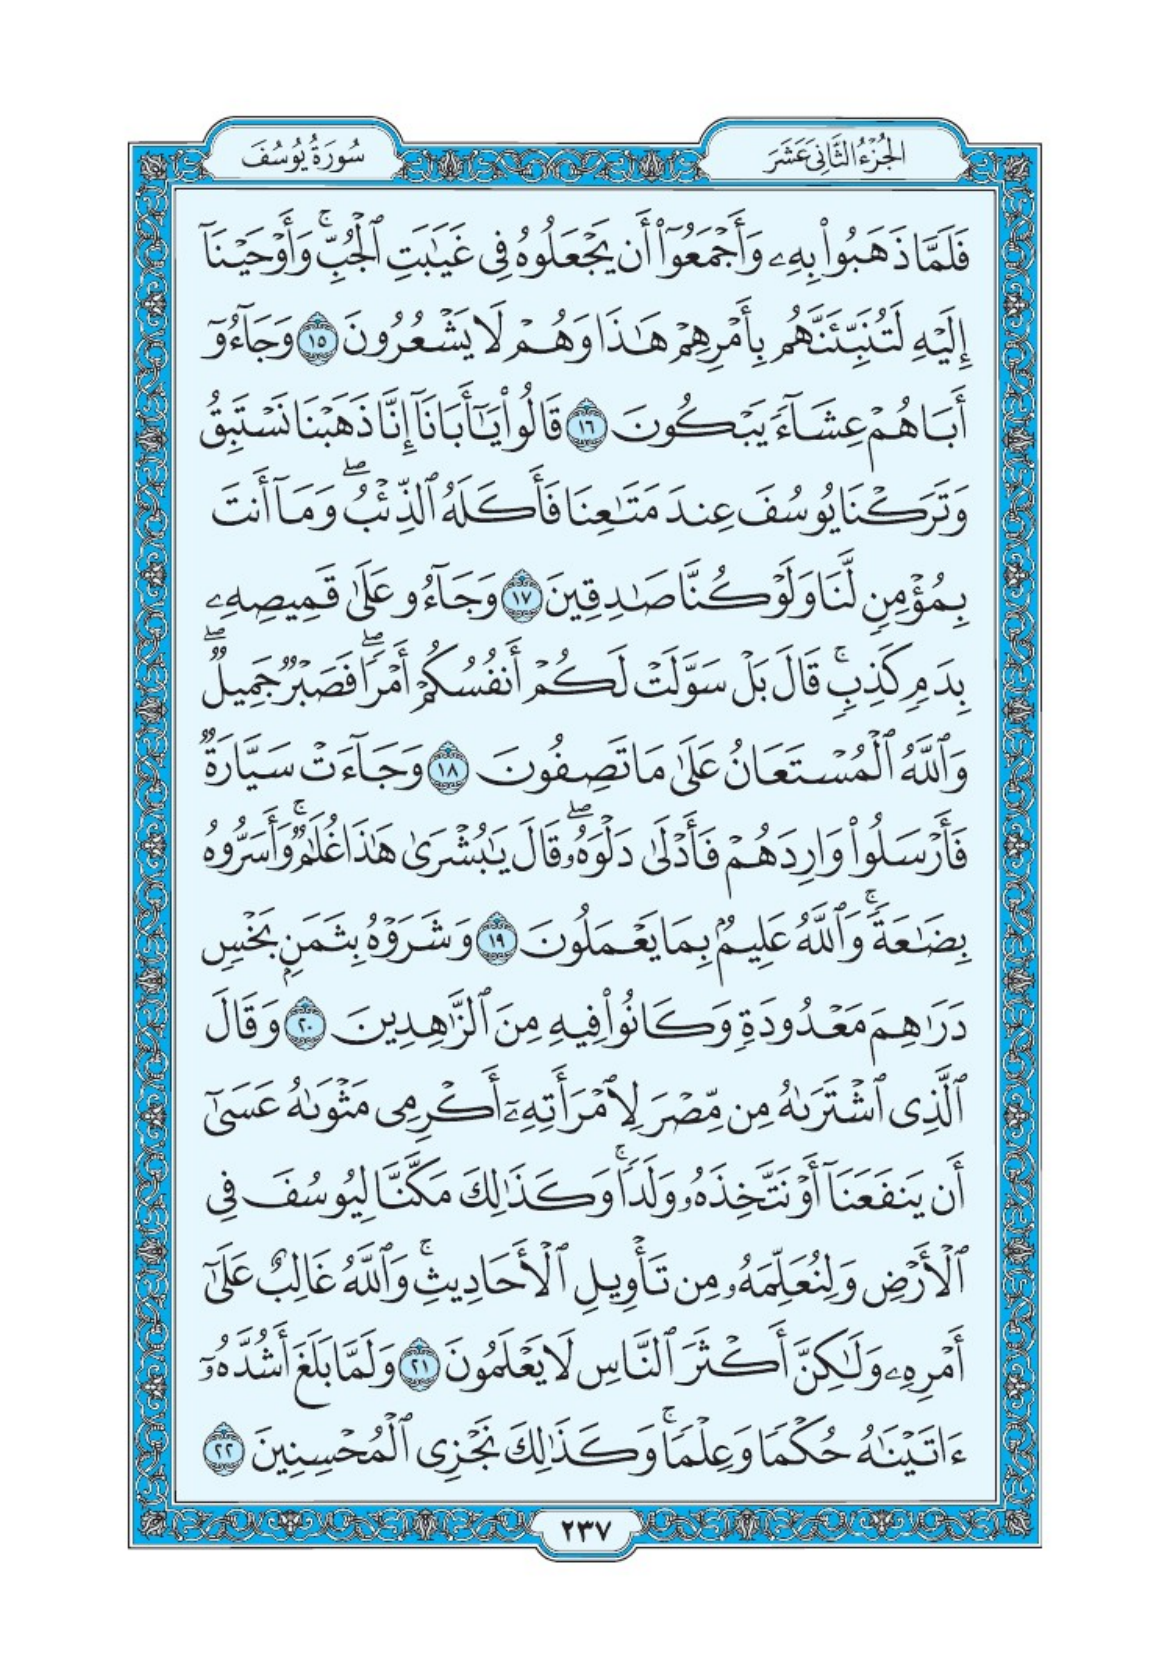 الجُزْءُ الثَّانِي عَشَرَ
سُورَةُ يُوسُفَ
فَلَمَّا ذَهَبُواْ بِهِۦ وَأَجْمَعُوٓاْ أَن يَجْعَلُوهُ فِى غَيَٰبَتِ ٱلْجُبِّۚ وَأَوْحَيْنَآ
إِلَيْهِ لَتُنَبِّئَنَّهُم بِأَمْرِهِمْ هَٰذَا وَهُمْ لَا يَشْعُرُونَ ١٥ وَجَآءُوٓ
أَبَاهُمْ عِشَآءً يَبْكُونَ ١٦ قَالُواْ يَٰٓأَبَانَآ إِنَّا ذَهَبْنَا نَسْتَبِقُ
وَتَرَكْنَا يُوسُفَ عِندَ مَتَٰعِنَا فَأَكَلَهُ ٱلذِّئْبُۖ وَمَآ أَنتَ
بِمُؤْمِنٍ لَّنَا وَلَوْ كُنَّا صَٰدِقِينَ ١٧ وَجَآءُو عَلَىٰ قَمِيصِهِۦ
بِدَمٍ كَذِبٍۚ قَالَ بَلْ سَوَّلَتْ لَكُمْ أَنفُسُكُمْ أَمْرًاۖ فَصَبْرٌ جَمِيلٌۖ
وَٱللَّهُ ٱلْمُسْتَعَانُ عَلَىٰ مَا تَصِفُونَ ١٨ وَجَآءَتْ سَيَّارَةٌ
فَأَرْسَلُواْ وَارِدَهُمْ فَأَدْلَىٰ دَلْوَهُۥۖ قَالَ يَٰبُشْرَىٰ هَٰذَا غُلَٰمٌۚ وَأَسَرُّوهُ
بِضَٰعَةًۚ وَٱللَّهُ عَلِيمٌۢ بِمَا يَعْمَلُونَ ١٩ وَشَرَوْهُ بِثَمَنٍۭ بَخْسٍ
دَرَٰهِمَ مَعْدُودَةٍ وَكَانُواْ فِيهِ مِنَ ٱلزَّٰهِدِينَ ٢٠ وَقَالَ
ٱلَّذِى ٱشْتَرَىٰهُ مِن مِّصْرَ لِٱمْرَأَتِهِۦٓ أَكْرِمِى مَثْوَىٰهُ عَسَىٰٓ
أَن يَنفَعَنَآ أَوْ نَتَّخِذَهُۥ وَلَدًاۚ وَكَذَٰلِكَ مَكَّنَّا لِيُوسُفَ فِى
ٱلْأَرْضِ وَلِنُعَلِّمَهُۥ مِن تَأْوِيلِ ٱلْأَحَادِيثِۚ وَٱللَّهُ غَالِبٌ عَلَىٰٓ
أَمْرِهِۦ وَلَٰكِنَّ أَكْثَرَ ٱلنَّاسِ لَا يَعْلَمُونَ ٢١ وَلَمَّا بَلَغَ أَشُدَّهُۥٓ
ءَاتَيْنَٰهُ حُكْمًا وَعِلْمًاۚ وَكَذَٰلِكَ نَجْزِى ٱلْمُحْسِنِينَ ٢٢
٢٣٧